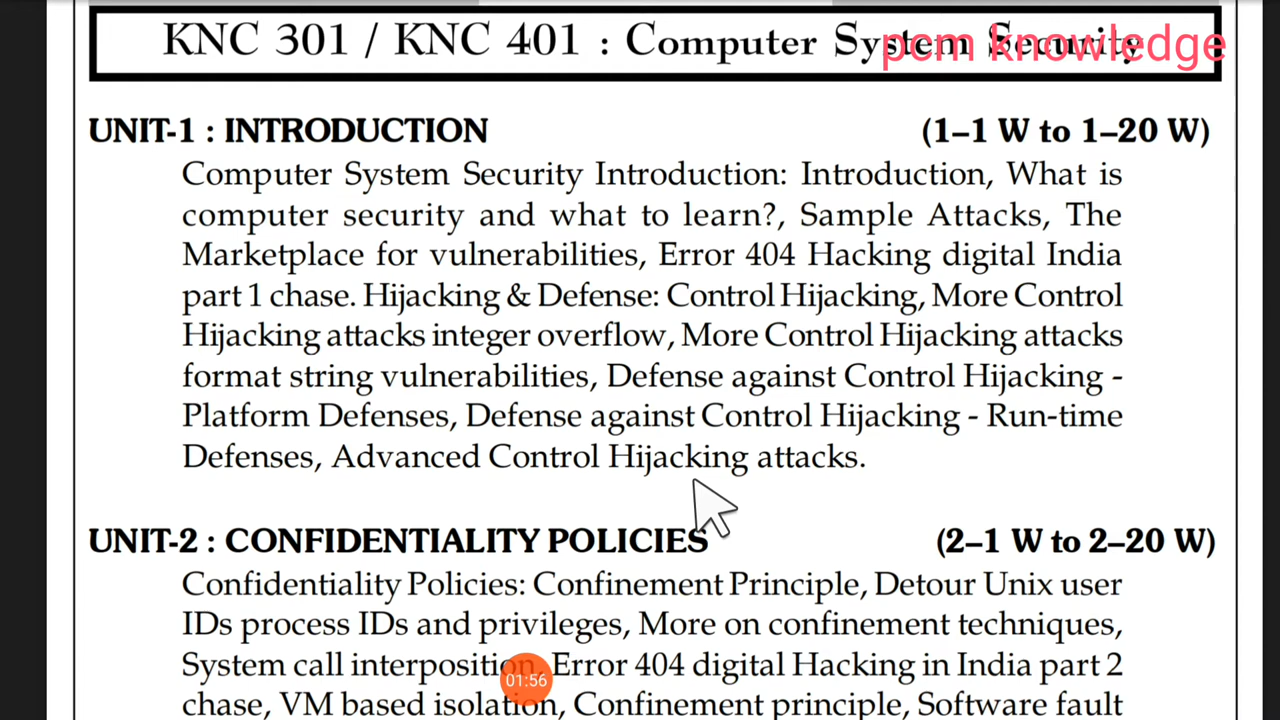 KNC 301 / KNC 401 : Computer System Security
pcm knowledge
UNIT-1 : INTRODUCTION (1–1 W to 1–20 W)
Computer System Security Introduction: Introduction, What is
computer security and what to learn?, Sample Attacks, The
Marketplace for vulnerabilities, Error 404 Hacking digital India
part 1 chase. Hijacking & Defense: Control Hijacking, More Control
Hijacking attacks integer overflow, More Control Hijacking attacks
format string vulnerabilities, Defense against Control Hijacking -
Platform Defenses, Defense against Control Hijacking - Run-time
Defenses, Advanced Control Hijacking attacks.
UNIT-2 : CONFIDENTIALITY POLICIES (2–1 W to 2–20 W)
Confidentiality Policies: Confinement Principle, Detour Unix user
IDs process IDs and privileges, More on confinement techniques,
System call interposition, Error 404 digital Hacking in India part 2
01:56
chase, VM based isolation, Confinement principle, Software fault